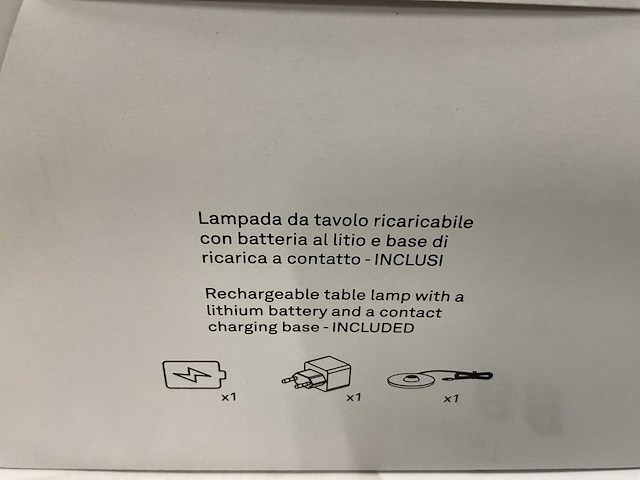 Lampada da tavolo ricaricabile
con batteria al litio e base di
ricarica a contatto - INCLUSI
Rechargeable table lamp with a
lithium battery and a contact
charging base - INCLUDED
x1 x1 x1